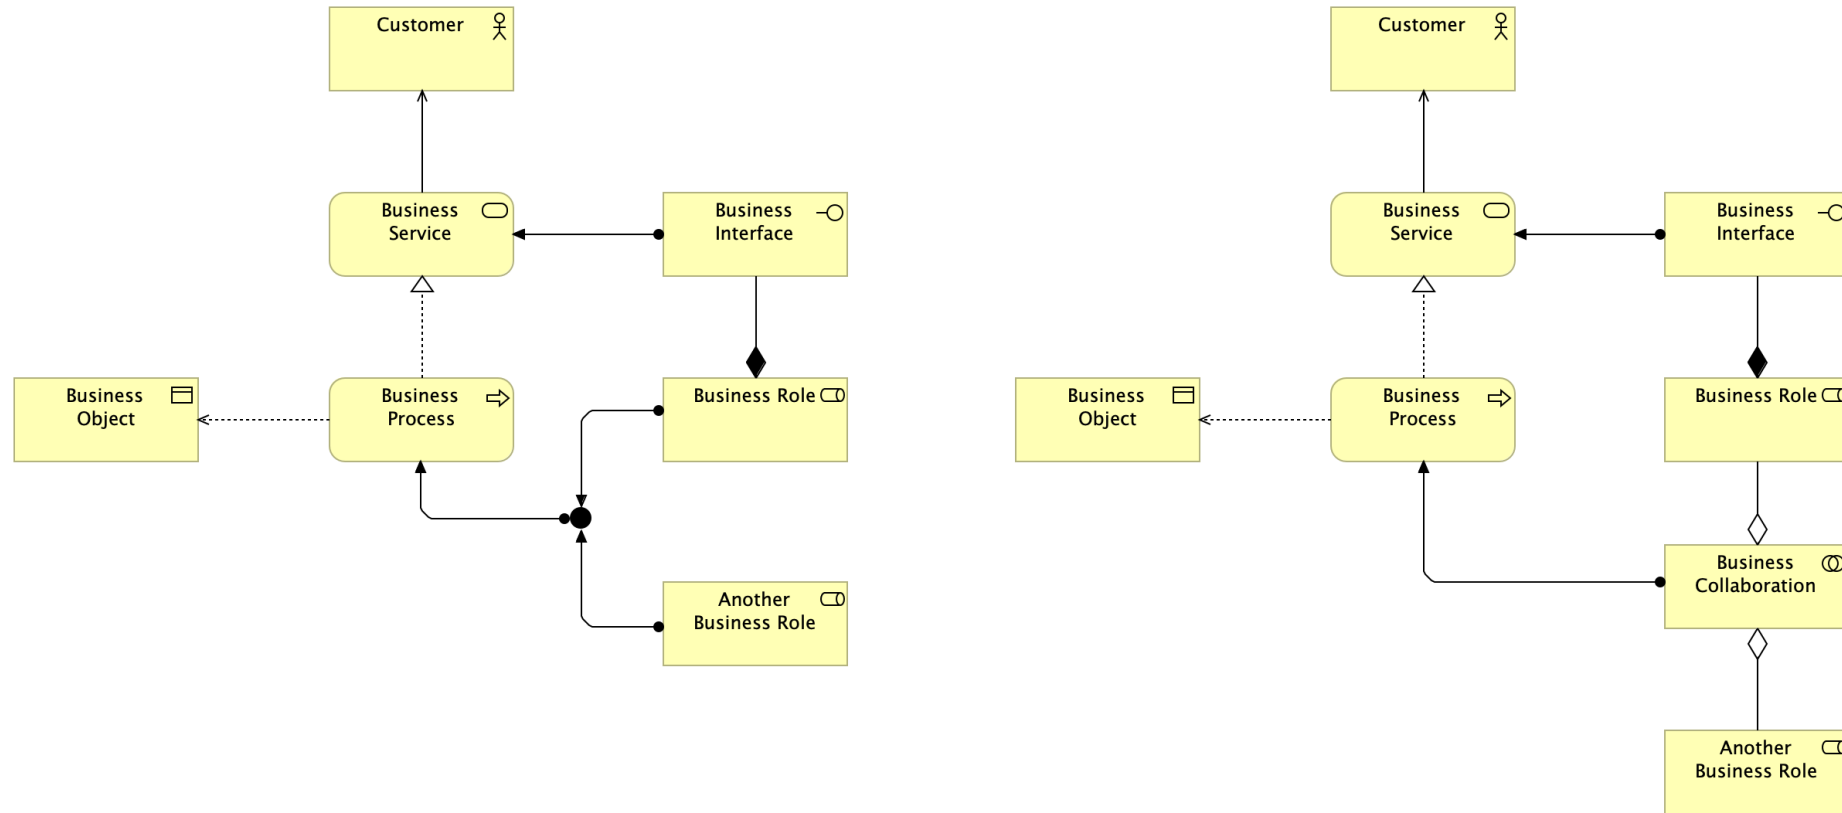 Customer
Business
Service
Business
Interface
Business
Object
Business
Process
Business Role
Another
Business Role
Customer
Business
Service
Business
Interface
Business
Object
Business
Process
Business Role
Business
Collaboration
Another
Business Role